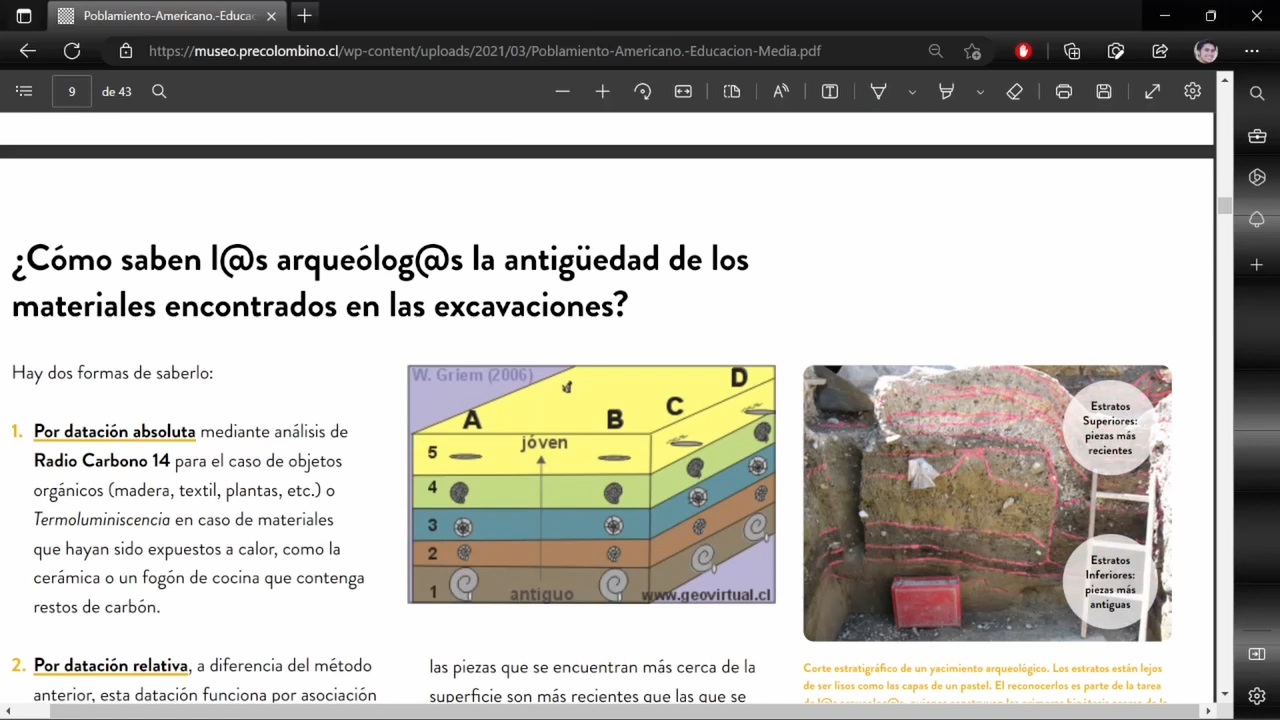 Poblamiento-Americano.-Educac
https://museo.precolombino.cl/wp-content/uploads/2021/03/Poblamiento-Americano.-Educacion-Media.pdf
9 de 43
¿Cómo saben l@s arqueólog@s la antigüedad de los
materiales encontrados en las excavaciones?
Hay dos formas de saberlo:
1. Por datación absoluta mediante análisis de
Radio Carbono 14 para el caso de objetos
orgánicos (madera, textil, plantas, etc.) o
Termoluminiscencia en caso de materiales
que hayan sido expuestos a calor, como la
cerámica o un fogón de cocina que contenga
restos de carbón.
2. Por datación relativa, a diferencia del método
anterior, esta datación funciona por asociación
W. Griem (2006)
A
B
C
D
jóven
5
4
3
2
1
antiguo
www.geovirtual.cl
las piezas que se encuentran más cerca de la
superficie son más recientes que las que se
Estratos
Superiores:
piezas más
recientes
Estratos
Inferiores:
piezas más
antiguas
Corte estratigráfico de un yacimiento arqueológico. Los estratos están lejos
de ser lisos como las capas de un pastel. El reconocerlos es parte de la tarea